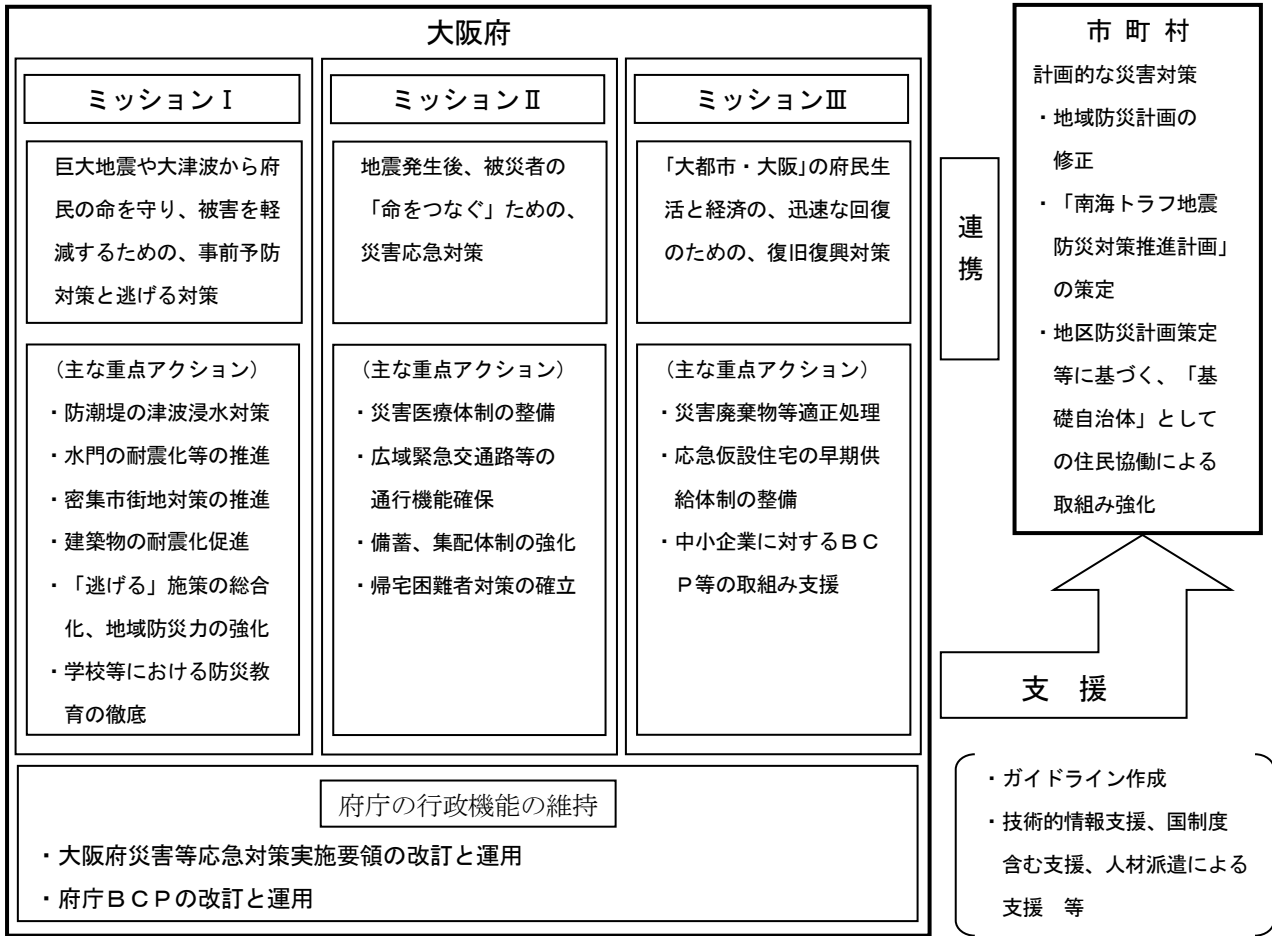 大阪府
ミッションⅠ
巨大地震や大津波から府
民の命を守り、被害を軽
減するための、事前予防
対策と逃げる対策
(主な重点アクション)
・防潮堤の津波浸水対策
・水門の耐震化等の推進
・密集市街地対策の推進
・建築物の耐震化促進
・「逃げる」施策の総合
化、地域防災力の強化
・学校等における防災教
育の徹底
ミッションⅡ
地震発生後、被災者の
「命をつなぐ」ための、
災害応急対策
(主な重点アクション)
・災害医療体制の整備
・広域緊急交通路等の
通行機能確保
・備蓄、集配体制の強化
・帰宅困難者対策の確立
ミッションⅢ
「大都市・大阪」の府民生
活と経済の、迅速な回復
のための、復旧復興対策
(主な重点アクション)
・災害廃棄物等適正処理
・応急仮設住宅の早期供
給体制の整備
・中小企業に対するBC
P等の取組み支援
府庁の行政機能の維持
・大阪府災害等応急対策実施要領の改訂と運用
・府庁BCPの改訂と運用
連
携
市 町 村
計画的な災害対策
・地域防災計画の
修正
・「南海トラフ地震
防災対策推進計画」
の策定
・地区防災計画策定
等に基づく、「基
礎自治体」として
の住民協働による
取組み強化
支 援
・ガイドライン作成
・技術的情報支援、国制度
含む支援、人材派遣による
支援 等